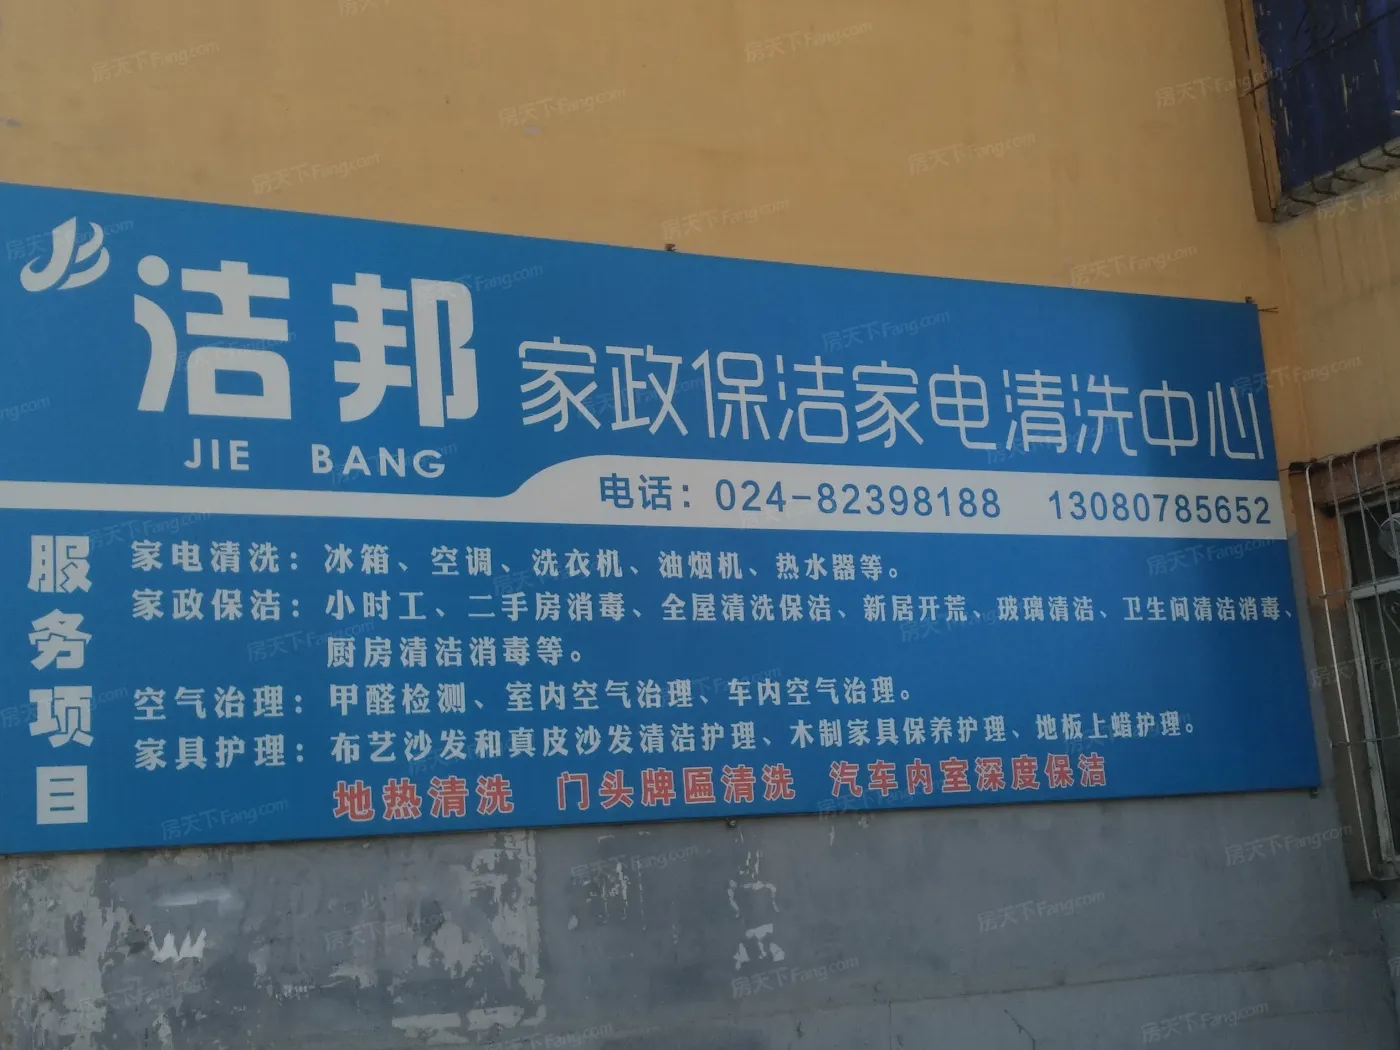 洁邦
JIE BANG
家政保洁家电清洗中心
电话：024-82398188 13080785652
服务项目
家电清洗：冰箱、空调、洗衣机、油烟机、热水器等。
家政保洁：小时工、二手房消毒、全屋清洗保洁、新居开荒、玻璃清洁、卫生间清洁消毒、
厨房清洁消毒等。
空气治理：甲醛检测、室内空气治理、车内空气治理。
家具护理：布艺沙发和真皮沙发清洁护理、木制家具保养护理、地板上蜡护理。
地热清洗 门头牌匾清洗 汽车内室深度保洁
房天下Fang.com